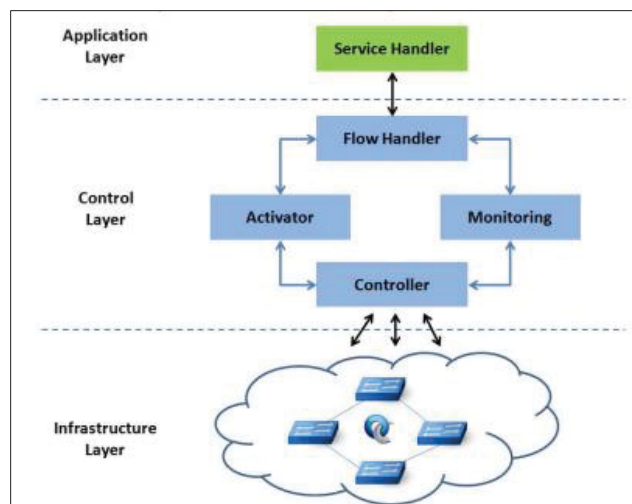 Application
Layer
Service Handler
Flow Handler
Control
Layer
Activator
Monitoring
Controller
Infrastructure
Layer